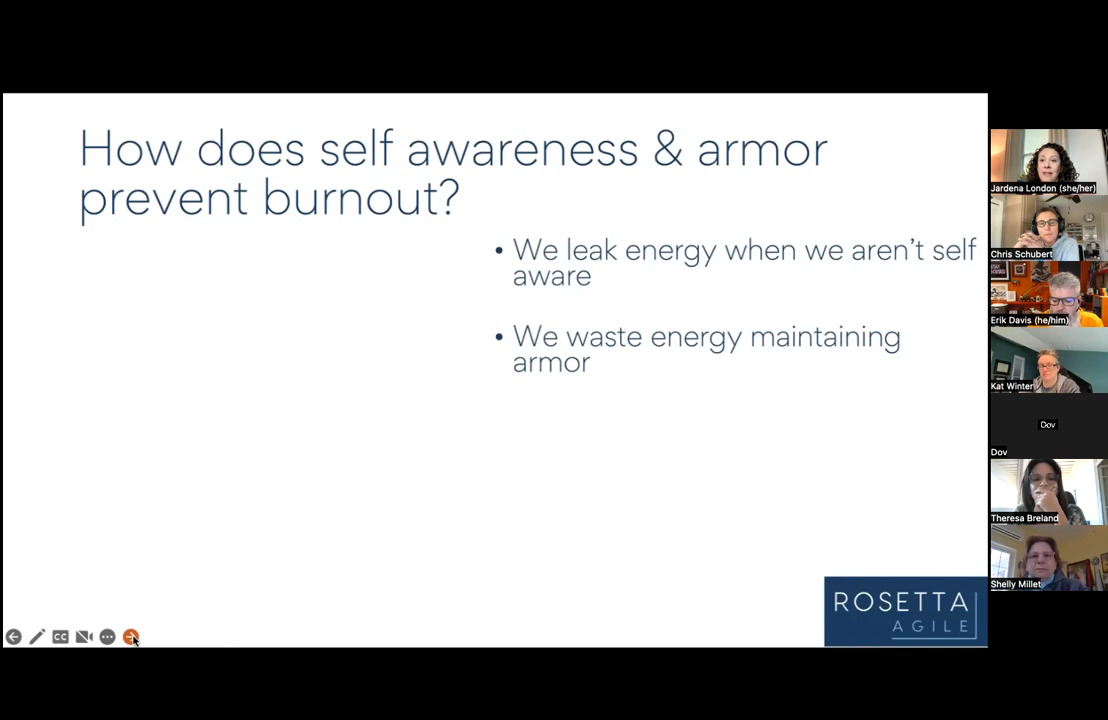 How does self awareness & armor
prevent burnout?
• We leak energy when we aren't self
aware
• We waste energy maintaining
armor
ROSETTA
AGILE
CC
Jardena London (she/her)
Chris Schubert
Erik Davis (he/him)
Kat Winter
Dov
Dov
Theresa Breland
Shelly Millet